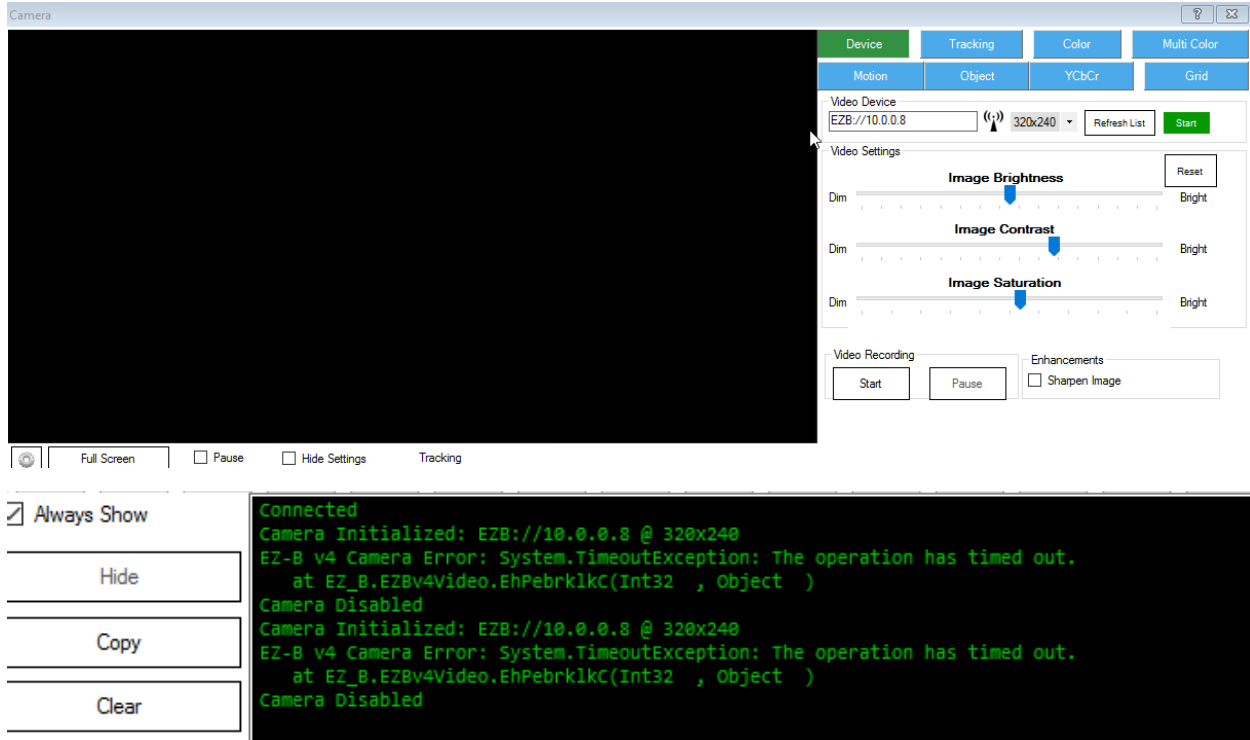 Camera
Device Tracking Color Multi Color
Motion Object YCbCr Grid
Video Device
EZB://10.0.0.8 320x240 Refresh List Start
Video Settings
Reset
Image Brightness
Dim Bright
Image Contrast
Dim Bright
Image Saturation
Dim Bright
Video Recording
Start Pause
Enhancements
Sharpen Image
Full Screen Pause Hide Settings Tracking
Always Show
Hide
Copy
Clear
Connected
Camera Initialized: EZB://10.0.0.8 @ 320x240
EZ-B v4 Camera Error: System.TimeoutException: The operation has timed out.
at EZ_B.EZBv4Video.EhPebrklkC(Int32 , Object )
Camera Disabled
Camera Initialized: EZB://10.0.0.8 @ 320x240
EZ-B v4 Camera Error: System.TimeoutException: The operation has timed out.
at EZ_B.EZBv4Video.EhPebrklkC(Int32 , Object )
Camera Disabled